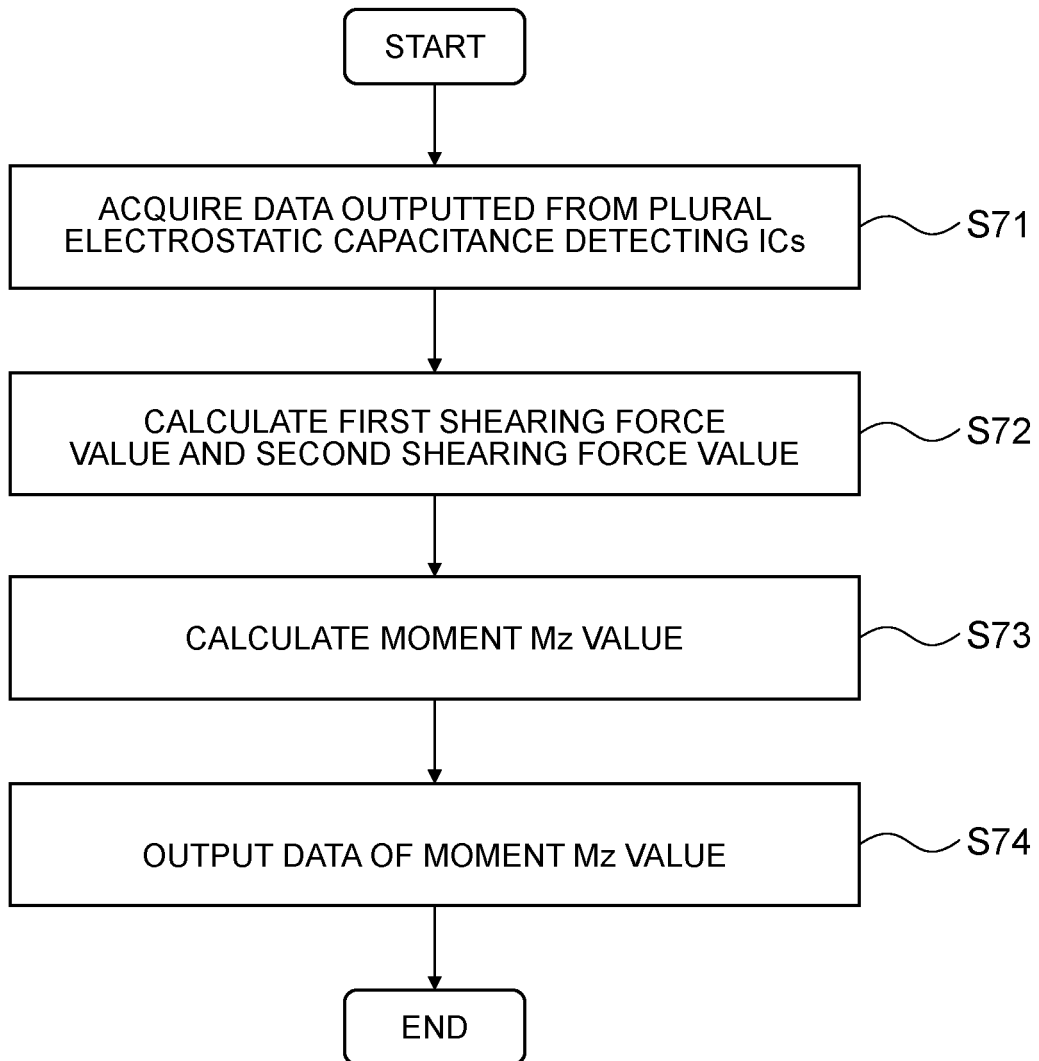 START
ACQUIRE DATA OUTPUTTED FROM PLURAL
ELECTROSTATIC CAPACITANCE DETECTING ICs
S71
CALCULATE FIRST SHEARING FORCE
VALUE AND SECOND SHEARING FORCE VALUE
S72
CALCULATE MOMENT Mz VALUE
S73
OUTPUT DATA OF MOMENT Mz VALUE
S74
END